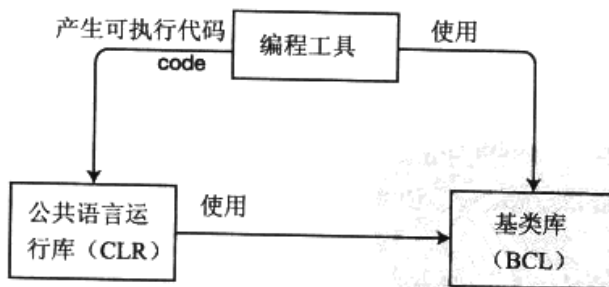 产生可执行代码
code
编程工具
使用
公共语言运
行库（CLR）
使用
基类库
（BCL）